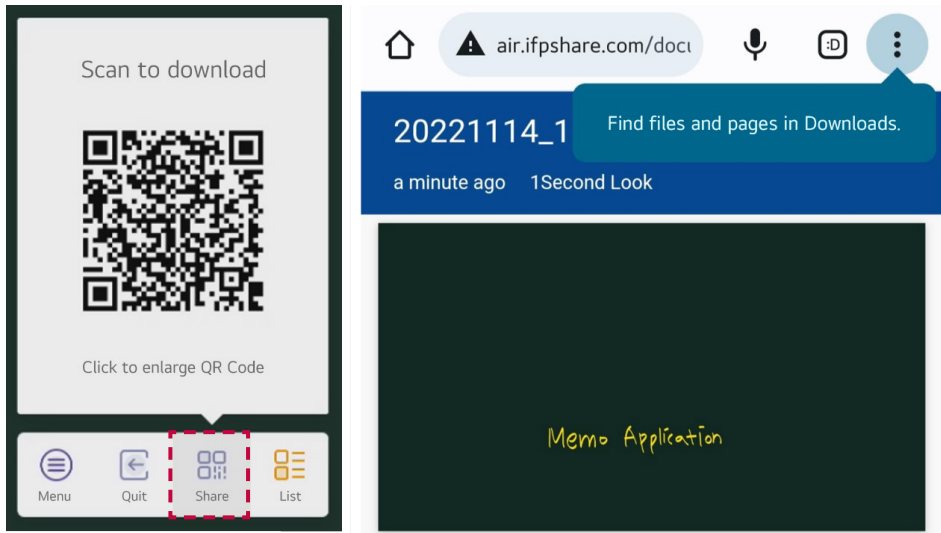 Scan to download
Click to enlarge QR Code
Menu
Quit
Share
List
air.ifpshare.com/docu
:D
Find files and pages in Downloads.
20221114_1
a minute ago 1Second Look
Memo Application